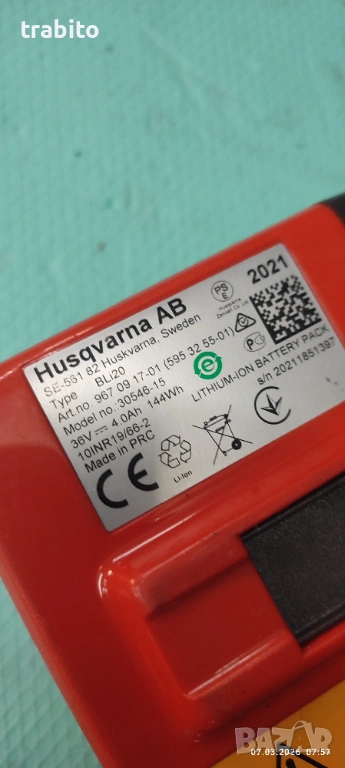 trabito
Husqvarna AB
2021
SE-561 82 Huskvarna, Sweden
Type BLi20
Art.no. 967 09 17-01 (595 32 55-01)
Model no.: 30546-15
36V 4.0Ah 144Wh
10INR19/66-2
Made in PRC
LITHIUM-ION BATTERY PACK
s/n 20211851397
PS
E
Li-Ion
CE
BAZAR
07.03.2026 07:57